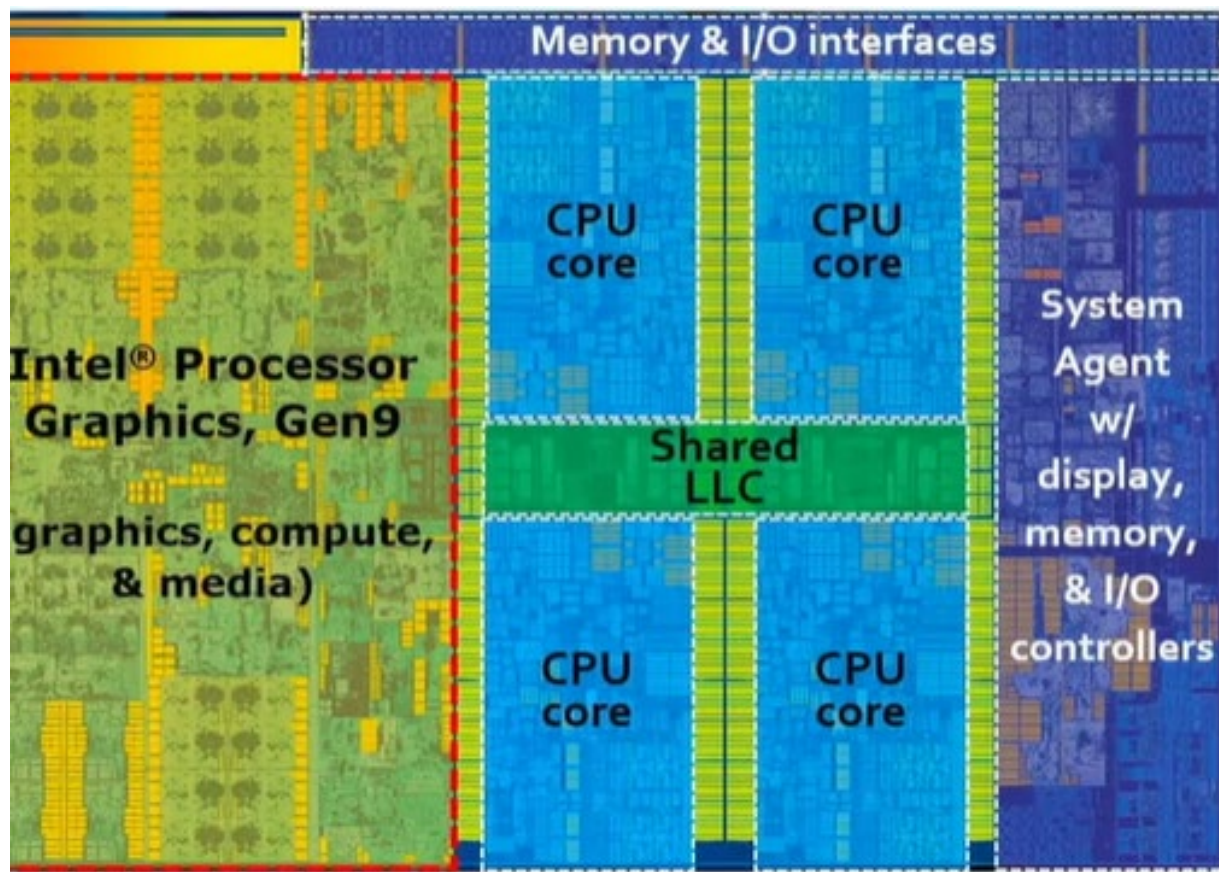 Memory & I/O interfaces
CPU
core
CPU
core
Intel® Processor
Graphics, Gen9
graphics, compute,
& media)
Shared
LLC
CPU
core
CPU
core
System
Agent
w/
display,
memory,
& I/O
controllers